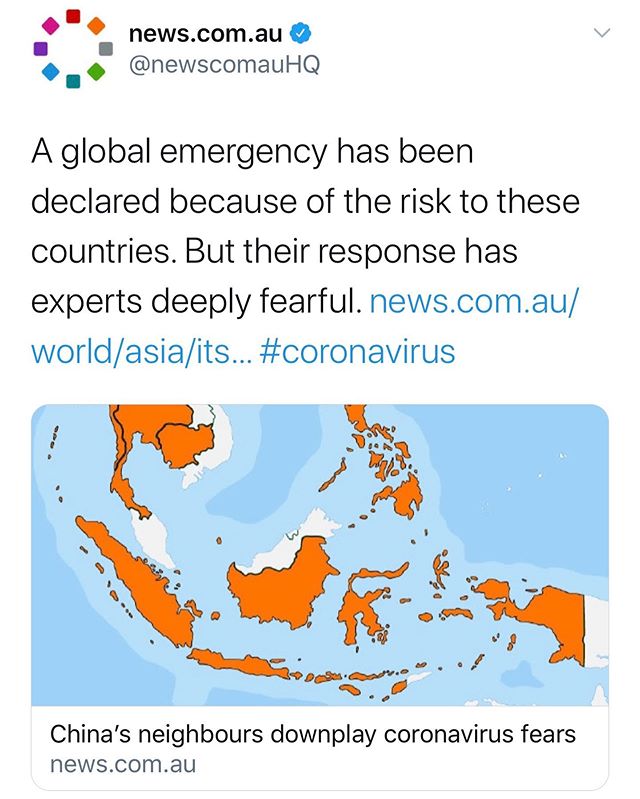 news.com.au
@newscomauHQ
A global emergency has been
declared because of the risk to these
countries. But their response has
experts deeply fearful. news.com.au/
world/asia/its... #coronavirus
China's neighbours downplay coronavirus fears
news.com.au